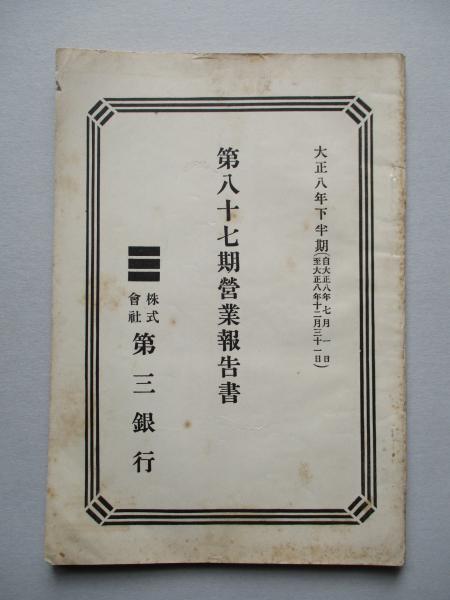 大正八年下半期(自大正八年七月一日至大正八年十二月三十一日)
第八十七期營業報告書
株式會社第三銀行